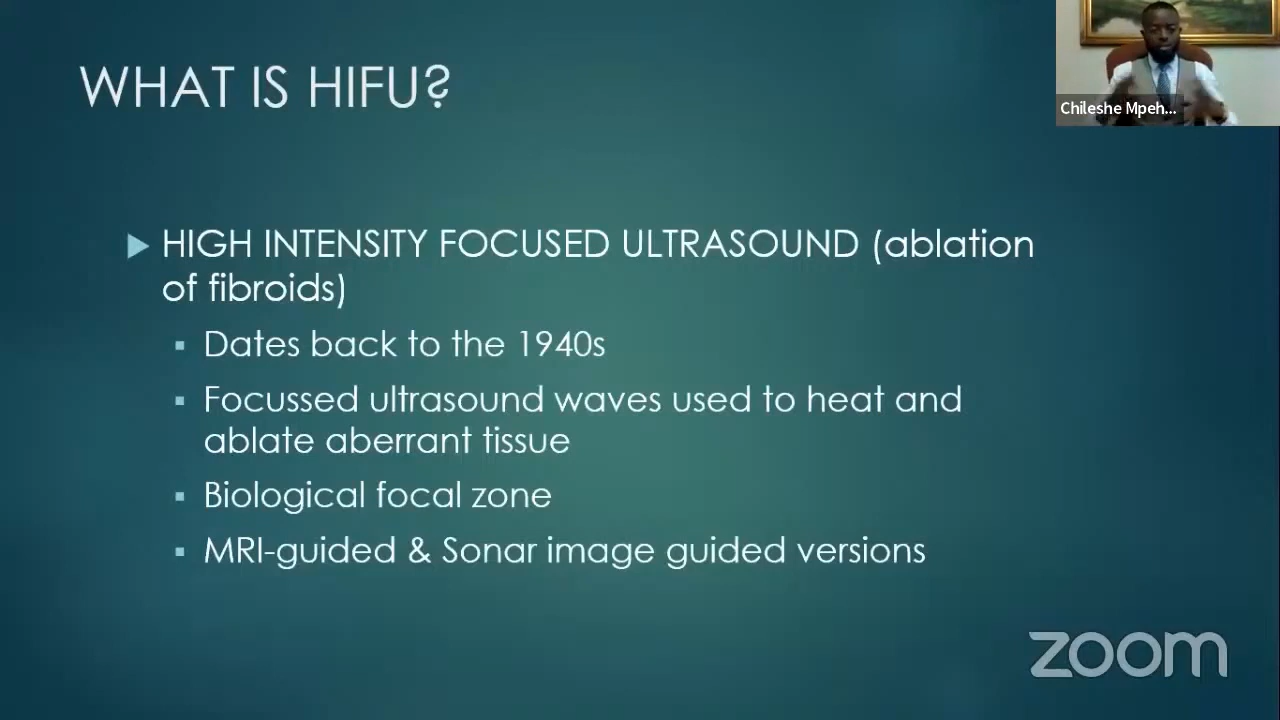 WHAT IS HIFU?
Chileshe Mpeh...
HIGH INTENSITY FOCUSED ULTRASOUND (ablation
of fibroids)
Dates back to the 1940s
Focussed ultrasound waves used to heat and
ablate aberrant tissue
Biological focal zone
MRI-guided & Sonar image guided versions
zoom